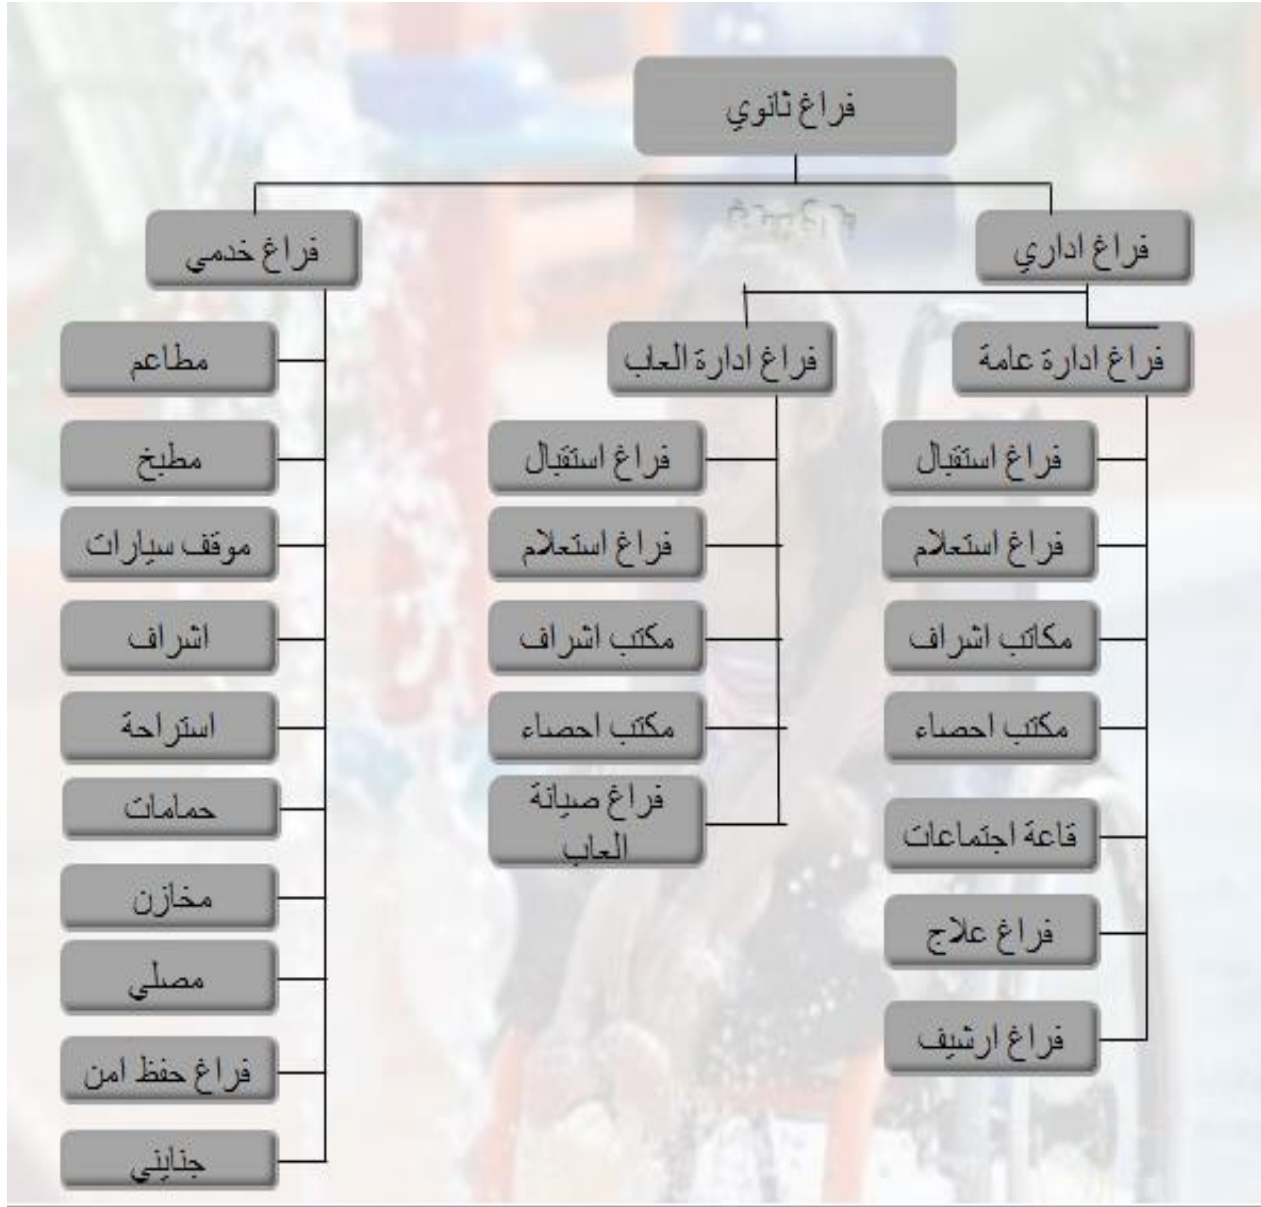 فراغ ثانوي
فراغ اداري
فراغ خدمي
فراغ ادارة عامة
فراغ ادارة العاب
مطاعم
فراغ استقبال
فراغ استقبال
مطبخ
فراغ استعلام
فراغ استعلام
موقف سيارات
مكاتب اشراف
مكتب اشراف
اشراف
مكتب احصاء
مكتب احصاء
استراحة
قاعة اجتماعات
فراغ صيانة
العاب
حمامات
فراغ علاج
مخازن
مصلي
فراغ ارشيف
فراغ حفظ امن
جنايني